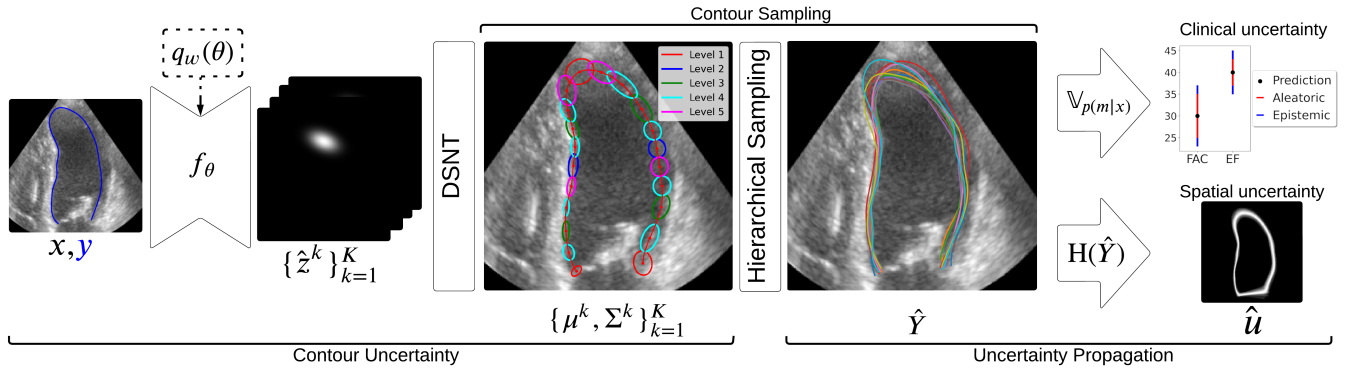 Contour Sampling
q_w(θ)
f_θ
x,y
{ẑ^k}_{k=1}^K
DSNT
Level 1
Level 2
Level 3
Level 4
Level 5
{μ^k, Σ^k}_{k=1}^K
Hierarchical Sampling
Ŷ
𝕍_{p(m|x)}
H(Ŷ)
Clinical uncertainty
45
40
35
30
25
FAC EF
Prediction
Aleatoric
Epistemic
Spatial uncertainty
û
Contour Uncertainty
Uncertainty Propagation